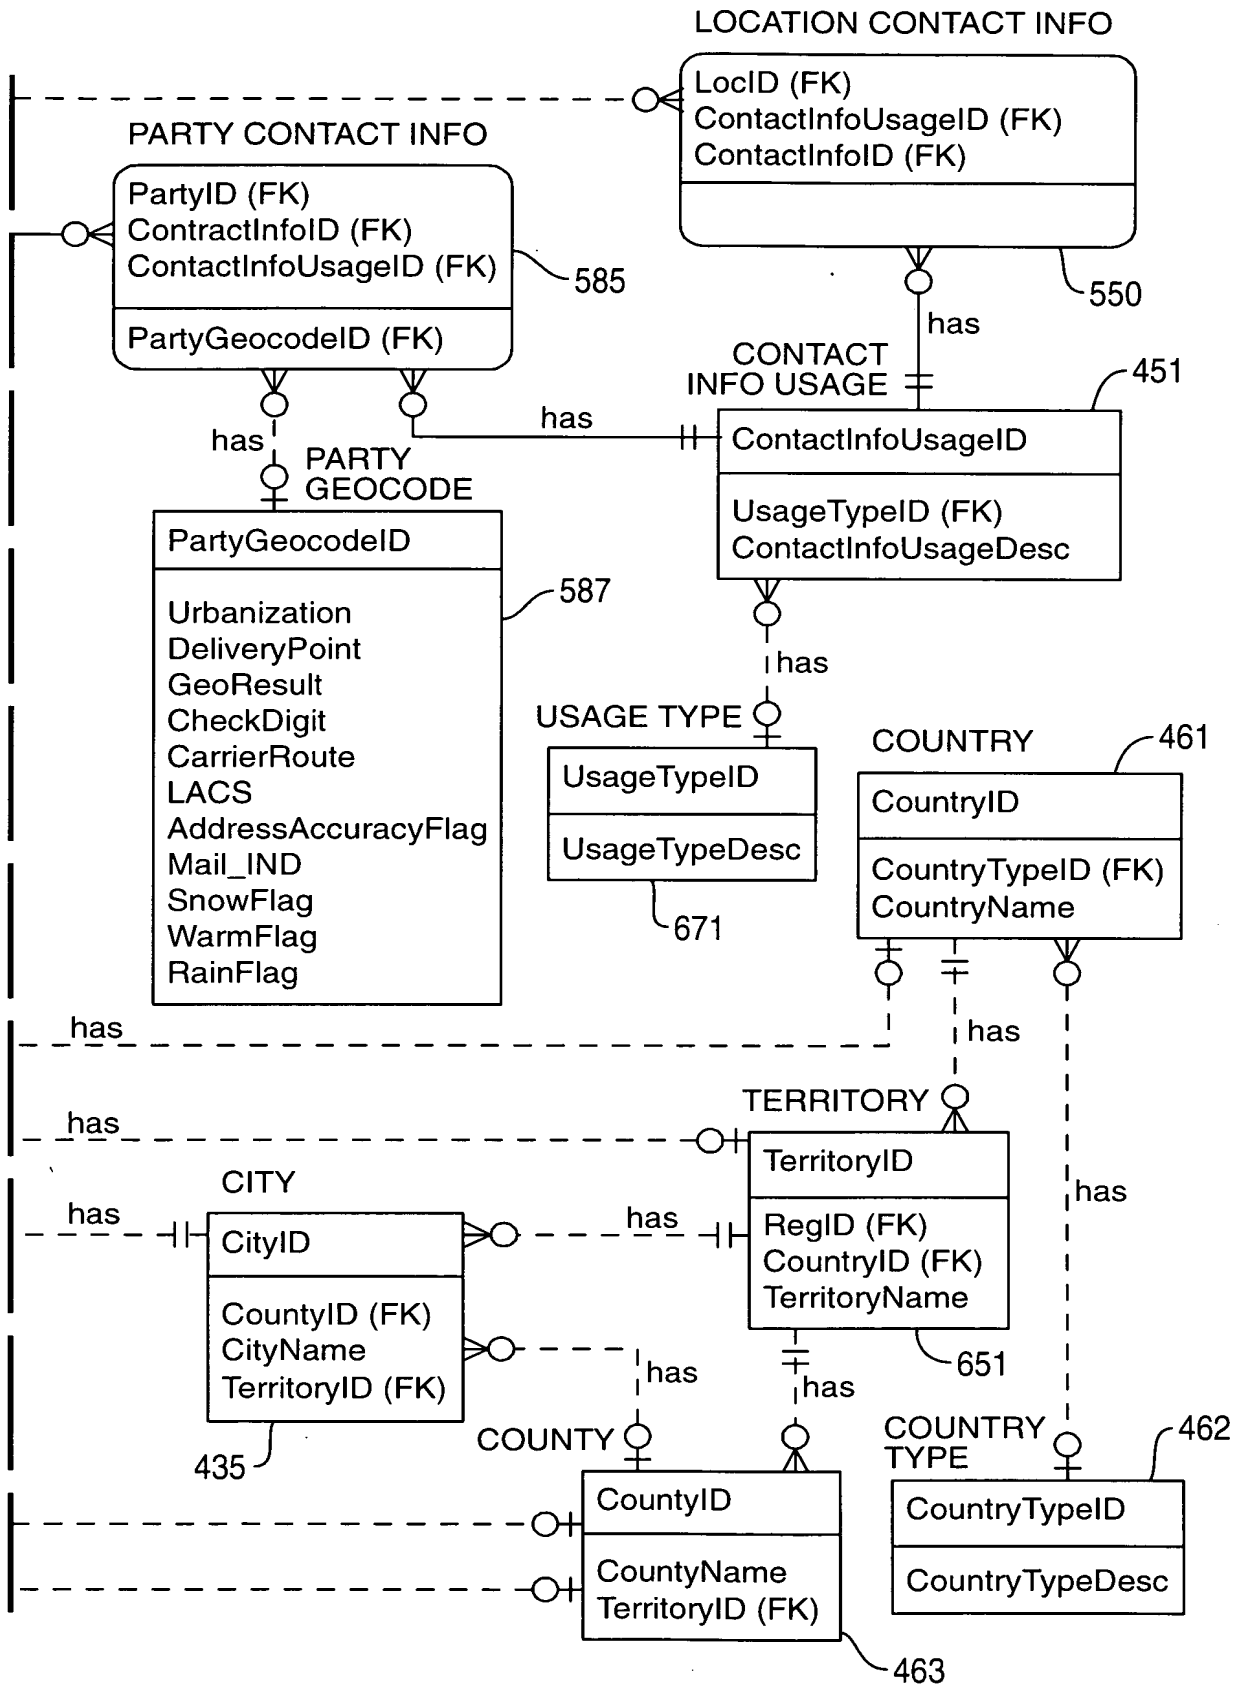 LOCATION CONTACT INFO
LocID (FK)
ContactInfoUsageID (FK)
ContactInfoID (FK)
550
has
PARTY CONTACT INFO
PartyID (FK)
ContractInfoID (FK)
ContactInfoUsageID (FK)
PartyGeocodeID (FK)
585
has
has
CONTACT
INFO USAGE
451
ContactInfoUsageID
UsageTypeID (FK)
ContactInfoUsageDesc
has
PARTY
GEOCODE
PartyGeocodeID
587
Urbanization
DeliveryPoint
GeoResult
CheckDigit
CarrierRoute
LACS
AddressAccuracyFlag
Mail_IND
SnowFlag
WarmFlag
RainFlag
USAGE TYPE
UsageTypeID
UsageTypeDesc
671
COUNTRY
461
CountryID
CountryTypeID (FK)
CountryName
has
has
has
has
TERRITORY
TerritoryID
RegID (FK)
CountryID (FK)
TerritoryName
651
has
CITY
has
CityID
CountyID (FK)
CityName
TerritoryID (FK)
435
has
has
COUNTY
CountyID
CountyName
TerritoryID (FK)
463
COUNTRY
TYPE
462
CountryTypeID
CountryTypeDesc